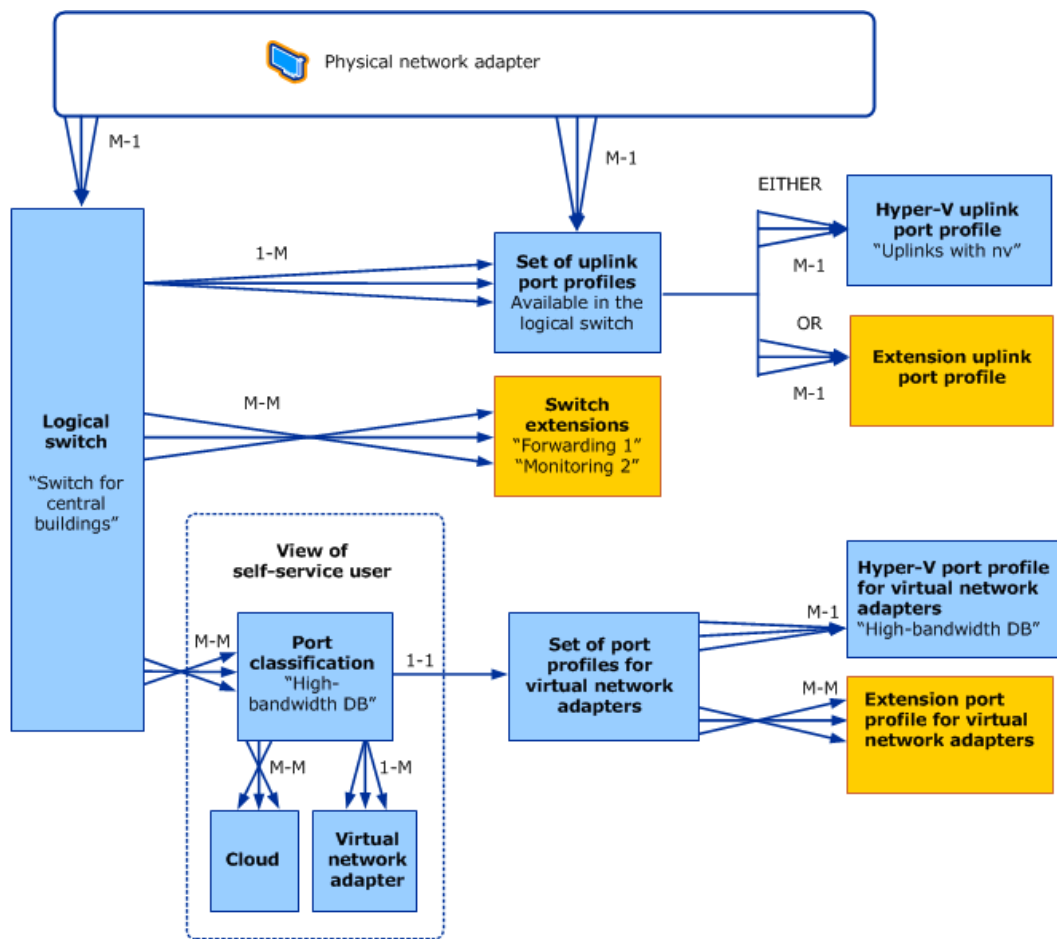 Physical network adapter
M-1
M-1
EITHER
Hyper-V uplink
port profile
“Uplinks with nv”
M-1
1-M
Set of uplink
port profiles
Available in the
logical switch
OR
Extension uplink
port profile
M-1
M-M
Switch
extensions
“Forwarding 1”
“Monitoring 2”
Logical
switch
“Switch for
central
buildings”
View of
self-service user
M-M
Port
classification
“High-
bandwidth DB”
1-1
Set of port
profiles for
virtual network
adapters
M-1
Hyper-V port profile
for virtual network
adapters
“High-bandwidth DB”
M-M
Extension port
profile for virtual
network adapters
M-M
1-M
Cloud
Virtual
network
adapter